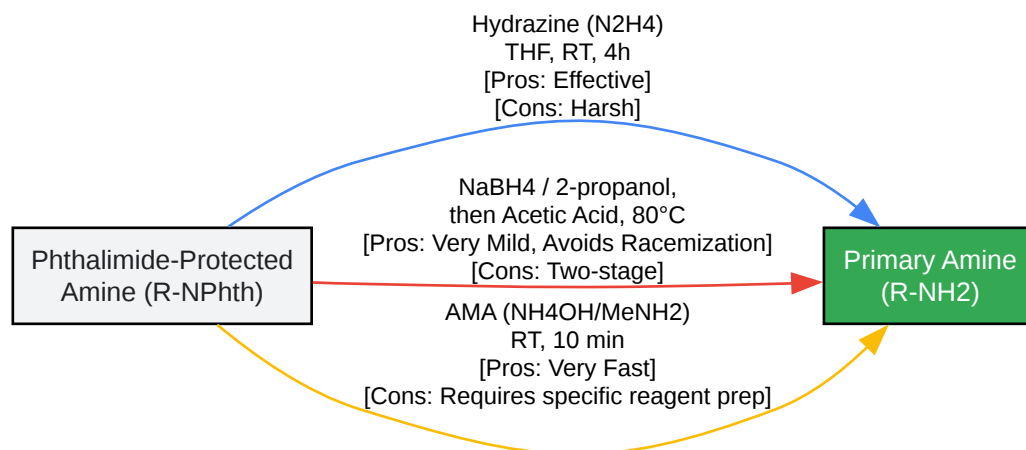 Hydrazine (N2H4)
THF, RT, 4h
[Pros: Effective]
[Cons: Harsh]
NaBH4 / 2-propanol,
then Acetic Acid, 80°C
[Pros: Very Mild, Avoids Racemization]
[Cons: Two-stage]
Phthalimide-Protected
Amine (R-NPhth)
Primary Amine
(R-NH2)
AMA (NH4OH/MeNH2)
RT, 10 min
[Pros: Very Fast]
[Cons: Requires specific reagent prep]